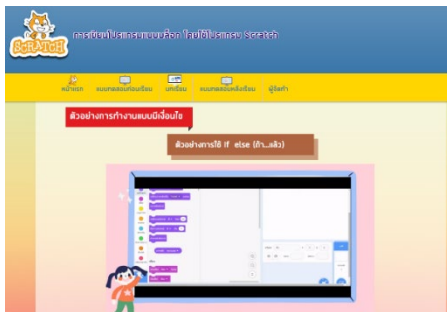 SCRATCH
การเขียนโปรแกรมแบบบล็อก โดยใช้โปรแกรม Scratch
หน้าแรก แบบทดสอบก่อนเรียน บทเรียน แบบทดสอบหลังเรียน ผู้จัดทำ
ตัวอย่างการทำงานแบบมีเงื่อนไข
ตัวอย่างการใช้ If else (ถ้า...แล้ว)